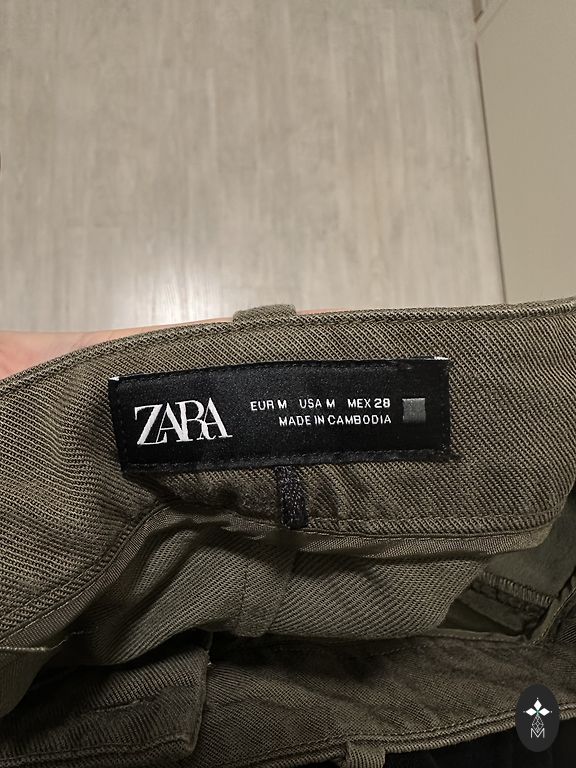 ZARA
EUR M USA M MEX 28
MADE IN CAMBODIA
M